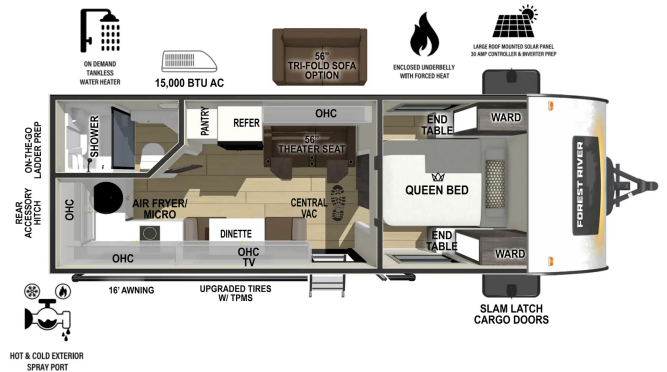 ON DEMAND
TANKLESS
WATER HEATER
15,000 BTU AC
56"
TRI-FOLD SOFA
OPTION
ENCLOSED UNDERBELLY
WITH FORCED HEAT
LARGE ROOF MOUNTED SOLAR PANEL
30 AMP CONTROLLER & INVERTER PREP
ON-THE-GO
LADDER PREP
SHOWER
PANTRY
REFER
OHC
56"
THEATER SEAT
END
TABLE
WARD
REAR
ACCESSORY
HITCH
OHC
AIR FRYER/
MICRO
CENTRAL
VAC
QUEEN BED
FOREST RIVER
DINETTE
OHC
OHC
TV
END
TABLE
WARD
16' AWNING
UPGRADED TIRES
W/ TPMS
SLAM LATCH
CARGO DOORS
HOT & COLD EXTERIOR
SPRAY PORT